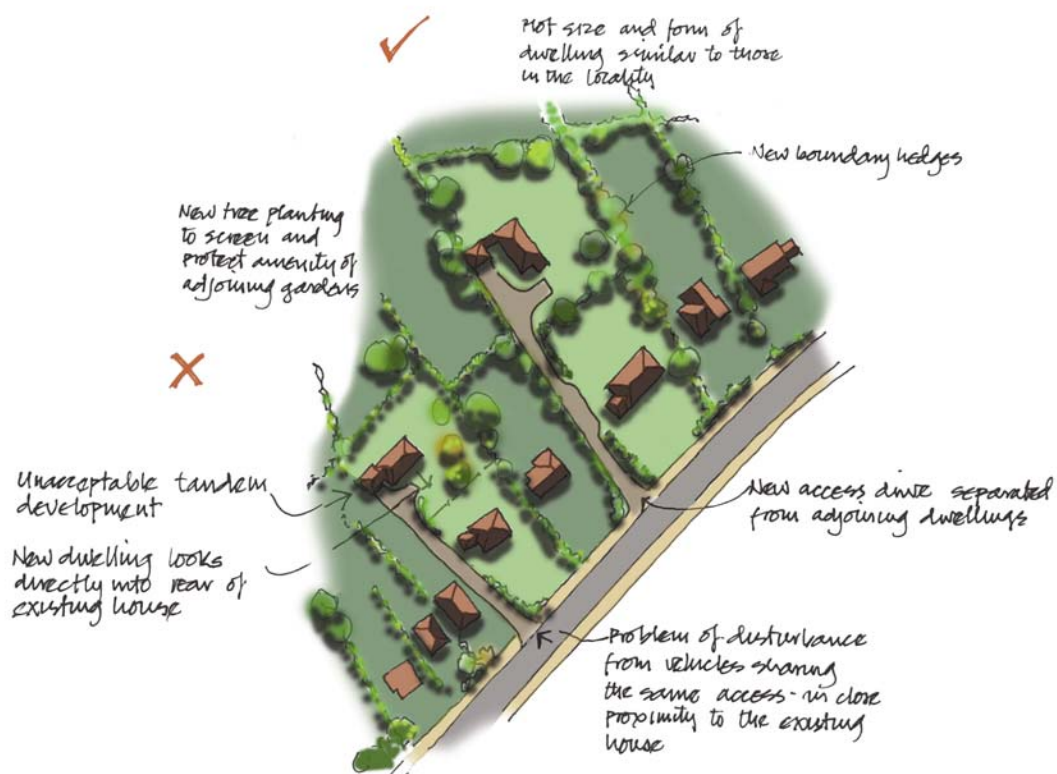 Plot size and form of
dwelling similar to those
in the locality
New boundary hedges
New tree planting
to screen and
protect amenity of
adjoining gardens
Unacceptable tandem
development
New dwelling looks
directly into rear of
existing house
New access drive separated
from adjoining dwellings
Problem of disturbance
from vehicles sharing
the same access - in close
proximity to the existing
house